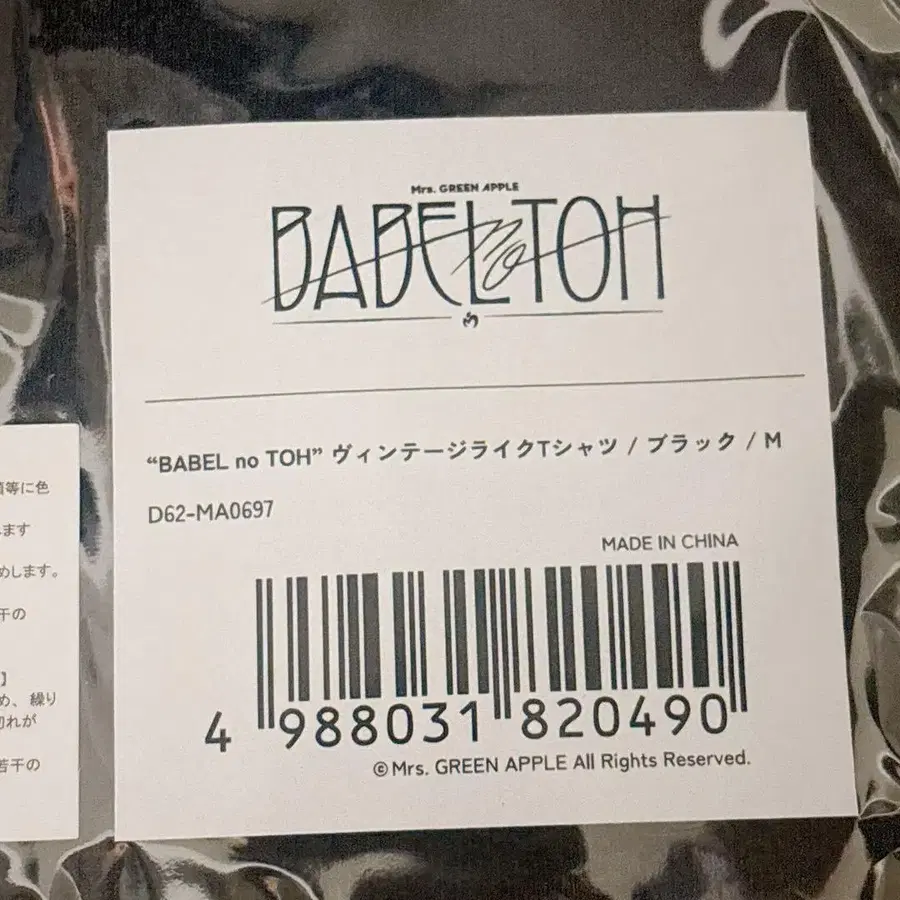 Mrs. GREEN APPLE
BABEL no TOH
“BABEL no TOH” ヴィンテージライクTシャツ / ブラック / M
D62-MA0697
MADE IN CHINA
4 988031 820490
©Mrs. GREEN APPLE All Rights Reserved.
等に色
ます
めします。
干の
】
め、繰り
切れが
若干の